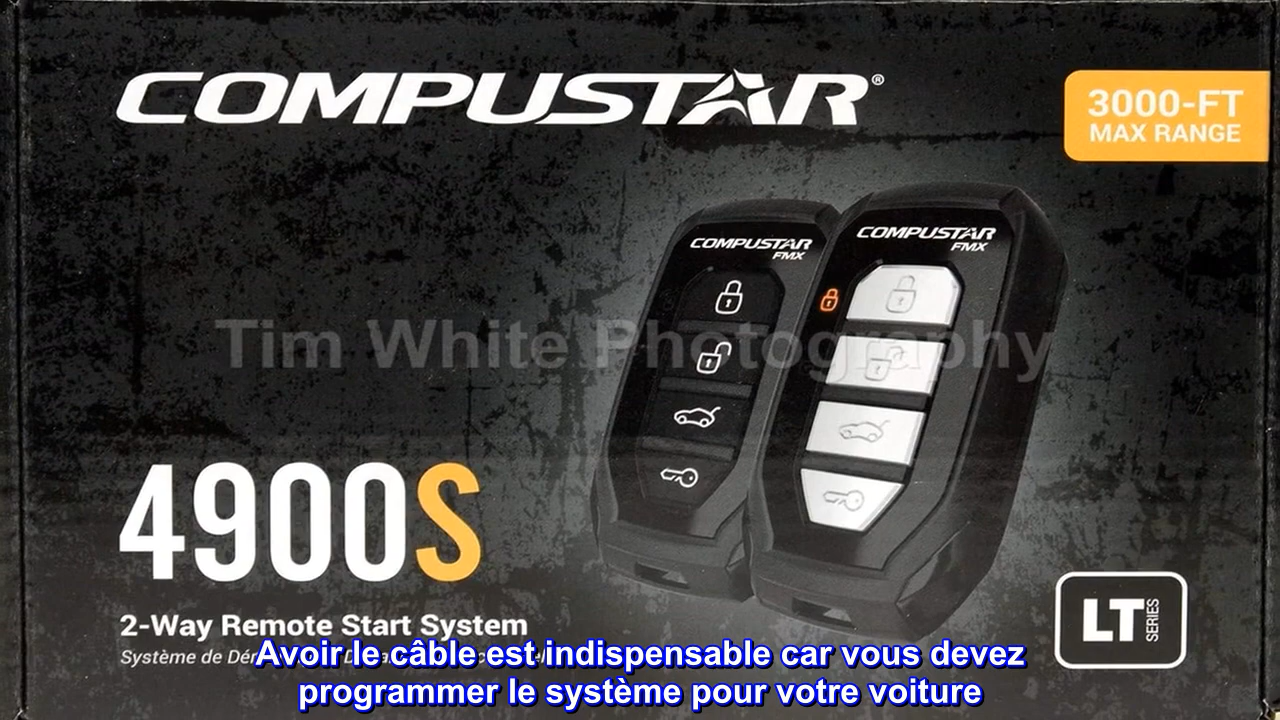 COMPUSTAR®
3000-FT
MAX RANGE
COMPUSTAR
FMX
COMPUSTAR
FMX
Tim White Photography
4900S
2-Way Remote Start System
Système de
LT SERIES
Avoir le câble est indispensable car vous devez
programmer le système pour votre voiture